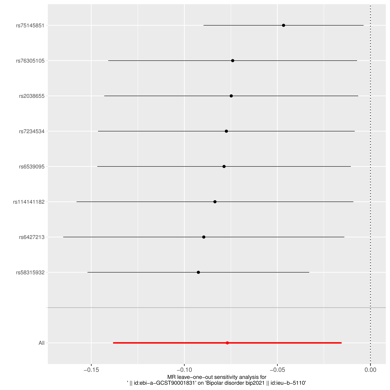 rs75145851
rs76305105
rs2038655
rs7234534
rs6539095
rs114141182
rs6427213
rs58315932
All
−0.15 −0.10 −0.05 0.00
MR leave−one−out sensitivity analysis for
' || id:ebi−a−GCST90001831' on 'Bipolar disorder bip2021 || id:ieu−b−5110'